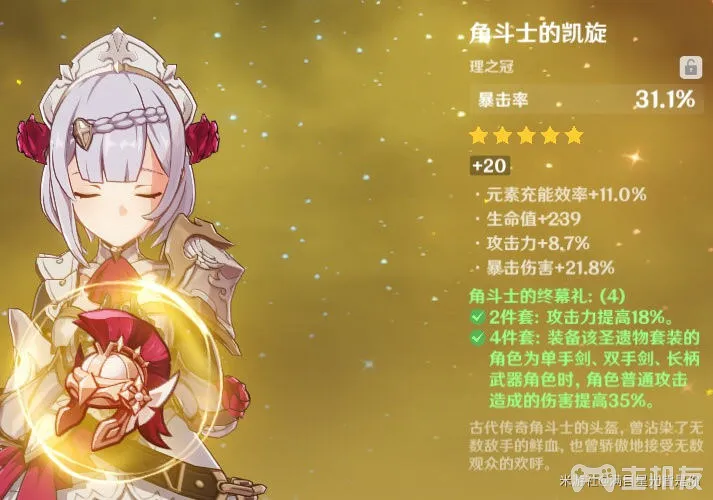 角斗士的凯旋
理之冠
暴击率 31.1%
+20
·元素充能效率+11.0%
·生命值+239
·攻击力+8.7%
·暴击伤害+21.8%
角斗士的终幕礼:(4)
2件套:攻击力提高18%。
4件套:装备该圣遗物套装的
角色为单手剑、双手剑、长柄
武器角色时,角色普通攻击
造成的伤害提高35%。
古代传奇角斗士的头盔,曾沾染了无
数敌手的鲜血,也曾骄傲地接受无数
观众的欢呼。
米游社